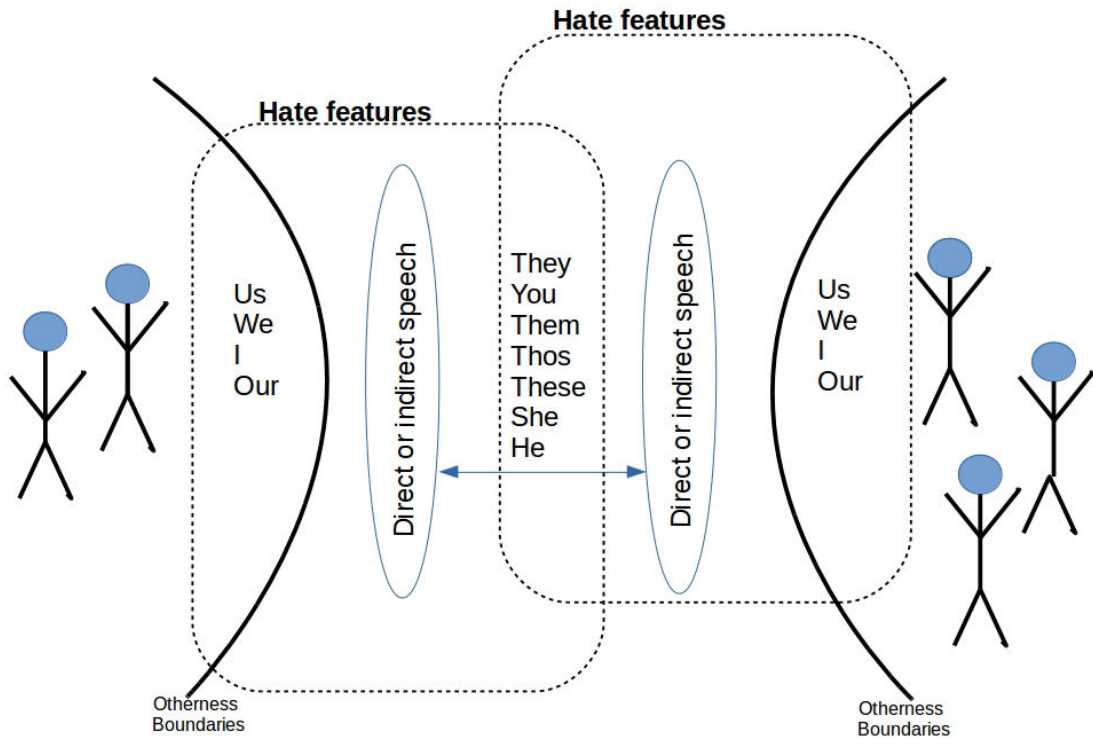 Hate features
Hate features
Us
We
I
Our
Direct or indirect speech
They
You
Them
Thos
These
She
He
Direct or indirect speech
Us
We
I
Our
Otherness
Boundaries
Otherness
Boundaries